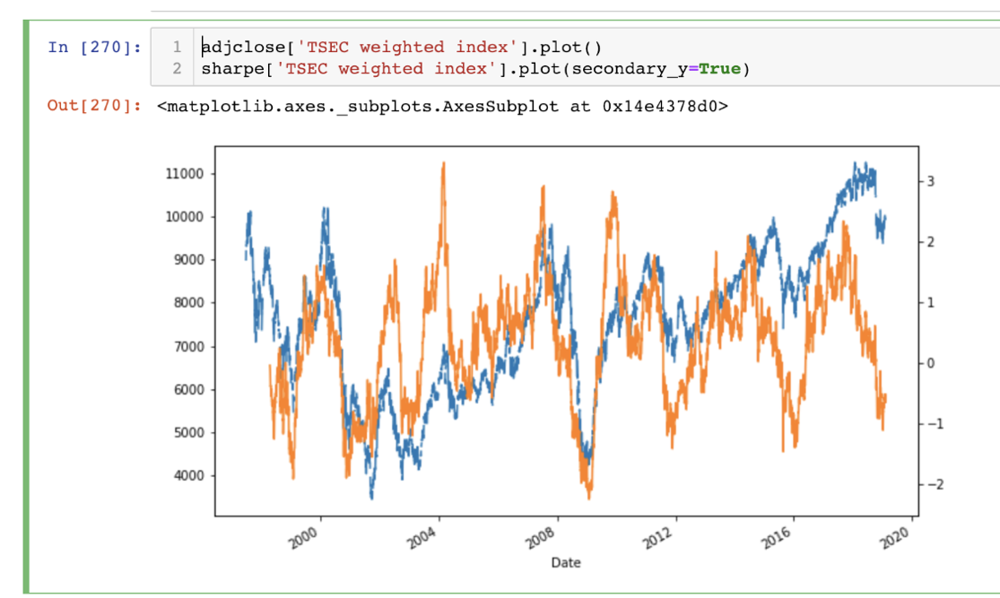 In [270]:
1 adjclose['TSEC weighted index'].plot()
2 sharpe['TSEC weighted index'].plot(secondary_y=True)
Out[270]: <matplotlib.axes._subplots.AxesSubplot at 0x14e4378d0>
11000
10000
9000
8000
7000
6000
5000
4000
3
2
1
0
−1
−2
2000 2004 2008 2012 2016 2020
Date